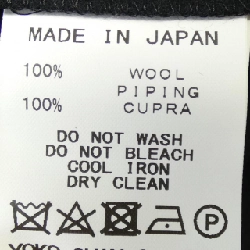 MADE IN JAPAN
100% WOOL
PIPING
100% CUPRA
DO NOT WASH
DO NOT BLEACH
COOL IRON
DRY CLEAN
P